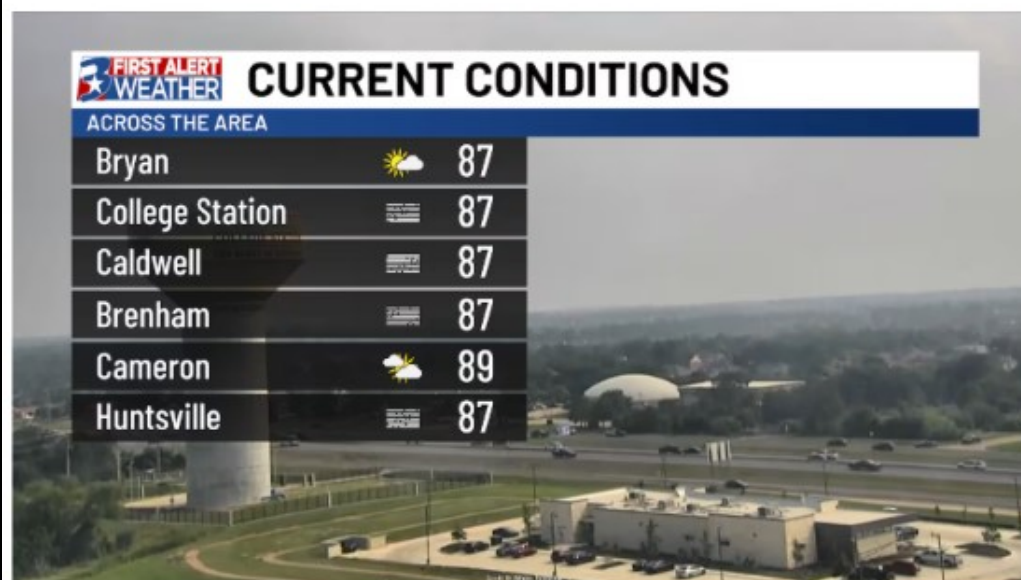 FIRST ALERT
WEATHER
CURRENT CONDITIONS
ACROSS THE AREA
Bryan 87
College Station 87
Caldwell 87
Brenham 87
Cameron 89
Huntsville 87